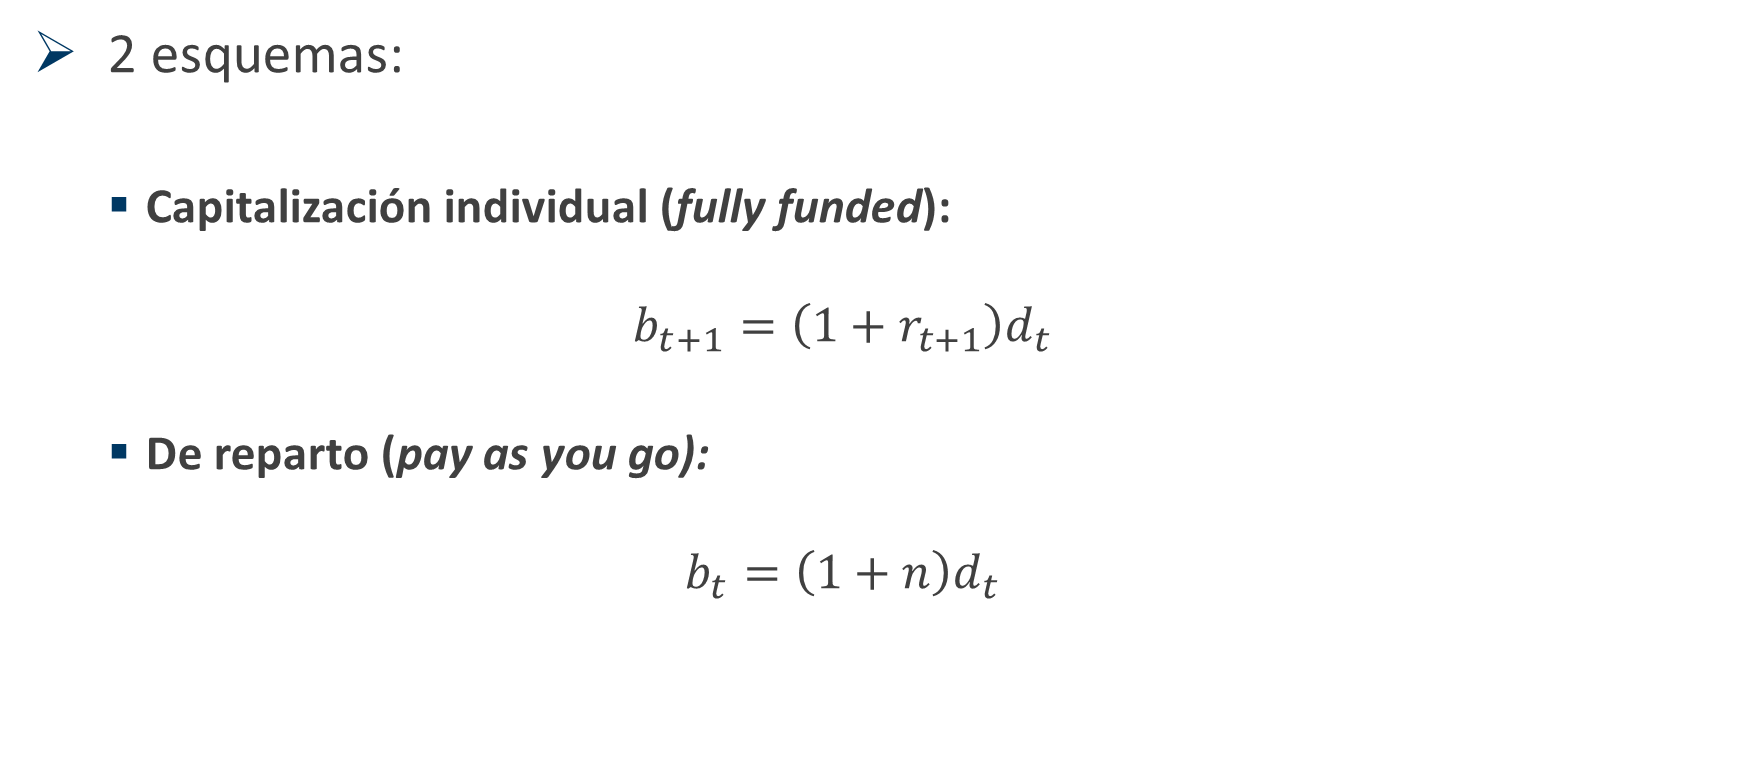 ➢ 2 esquemas:
▪ Capitalización individual (fully funded):
b_{t+1} = (1 + r_{t+1})d_t
▪ De reparto (pay as you go):
b_t = (1 + n)d_t